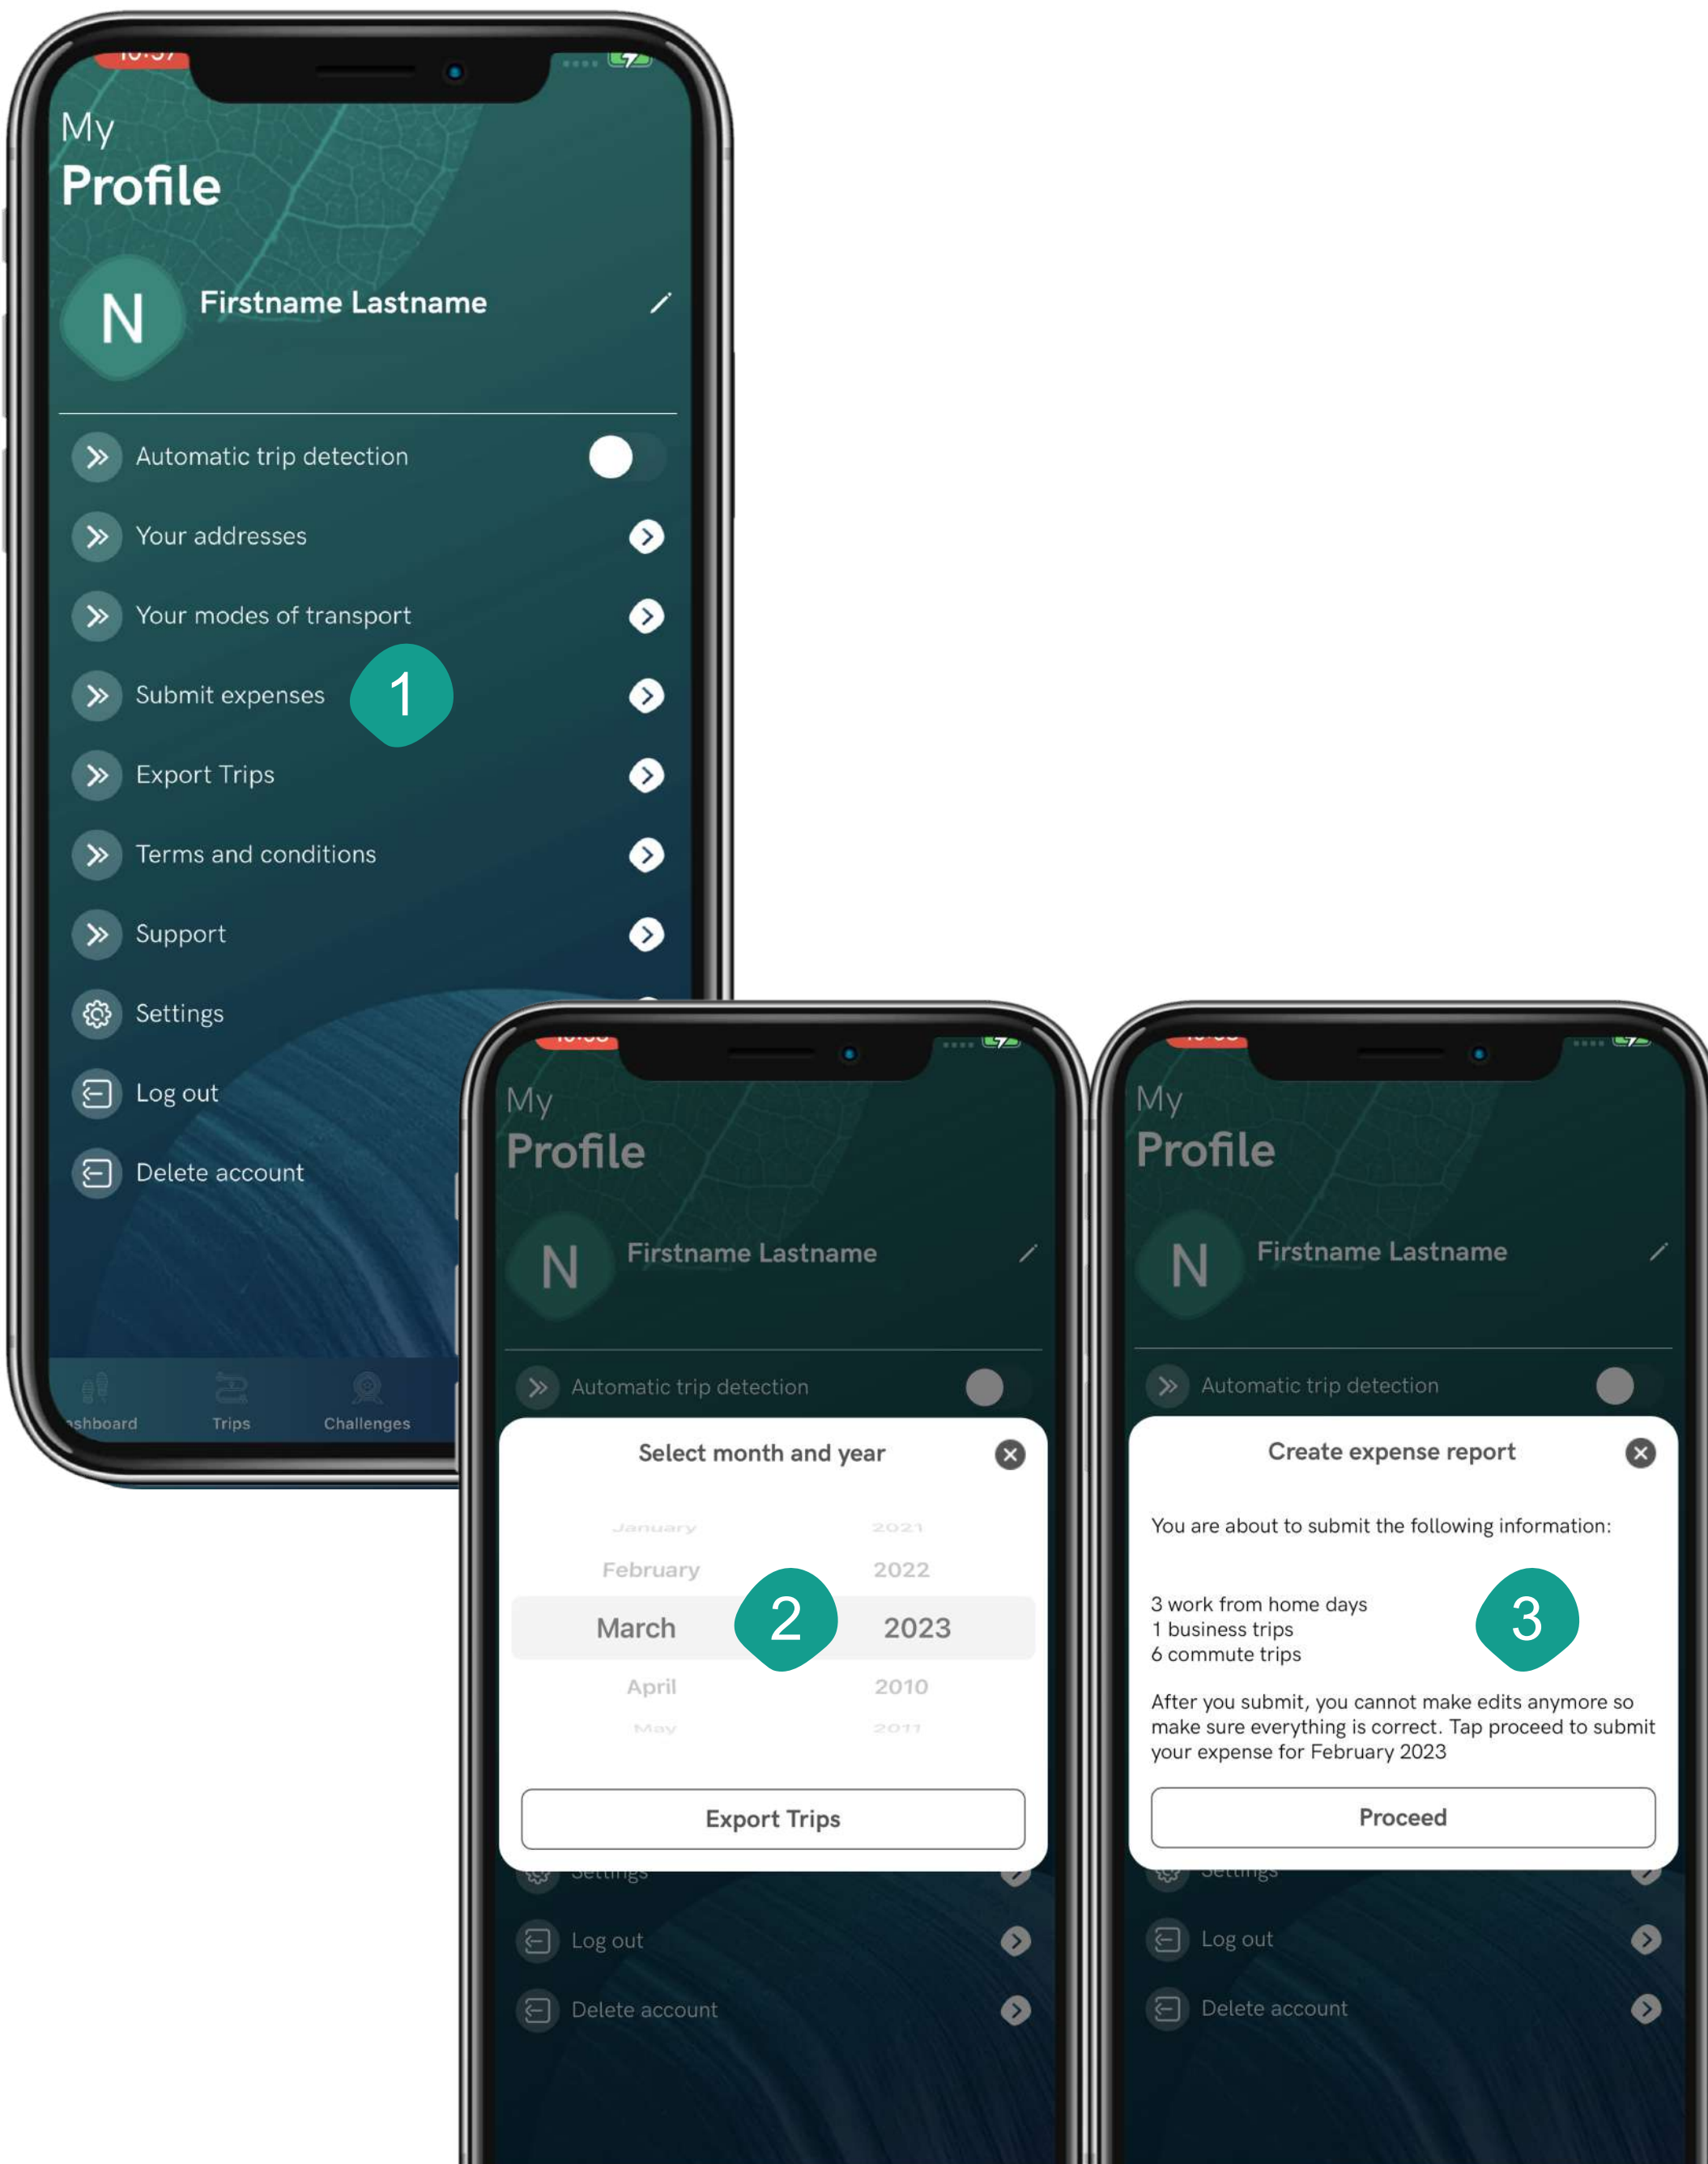 My
Profile
N
Firstname Lastname
Automatic trip detection
Your addresses
Your modes of transport
Submit expenses
1
Export Trips
Terms and conditions
Support
Settings
Log out
Delete account
Trips
Challenges
My
Profile
N
Firstname Lastname
Automatic trip detection
Select month and year
January 2021
February 2022
March 2023
2
April 2010
May 2011
Export Trips
Settings
Log out
Delete account
My
Profile
N
Firstname Lastname
Automatic trip detection
Create expense report
You are about to submit the following information:
3 work from home days
1 business trips
6 commute trips
3
After you submit, you cannot make edits anymore so
make sure everything is correct. Tap proceed to submit
your expense for February 2023
Proceed
Settings
Log out
Delete account